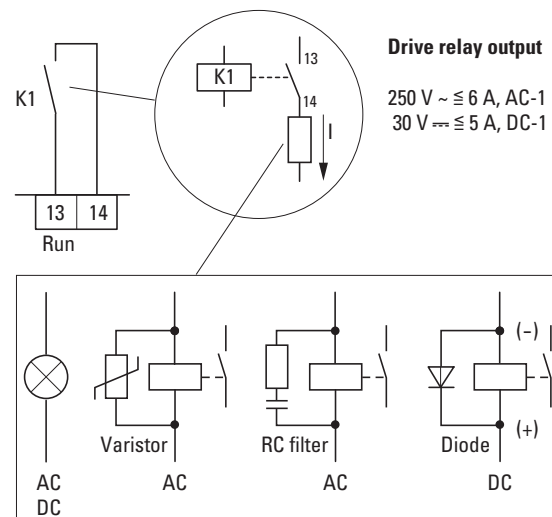 Drive relay output
250 V ~ ≦ 6 A, AC-1
30 V ⎓ ≦ 5 A, DC-1
K1
K1
13
14
I
13 14
Run
(–)
(+)
Varistor
RC filter
Diode
AC
DC
AC
AC
DC